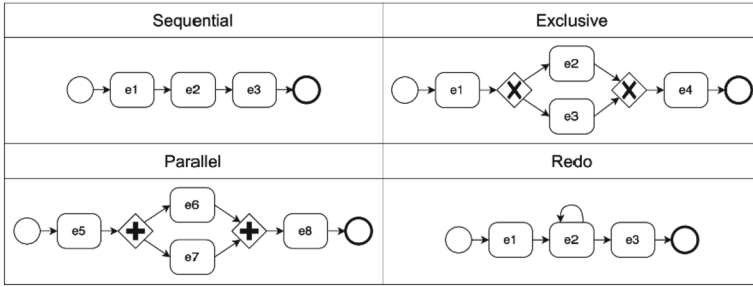 Sequential
Exclusive
e1 e2 e3
e1 e2 e3 e4
Parallel
Redo
e5 e6 e7 e8
e1 e2 e3